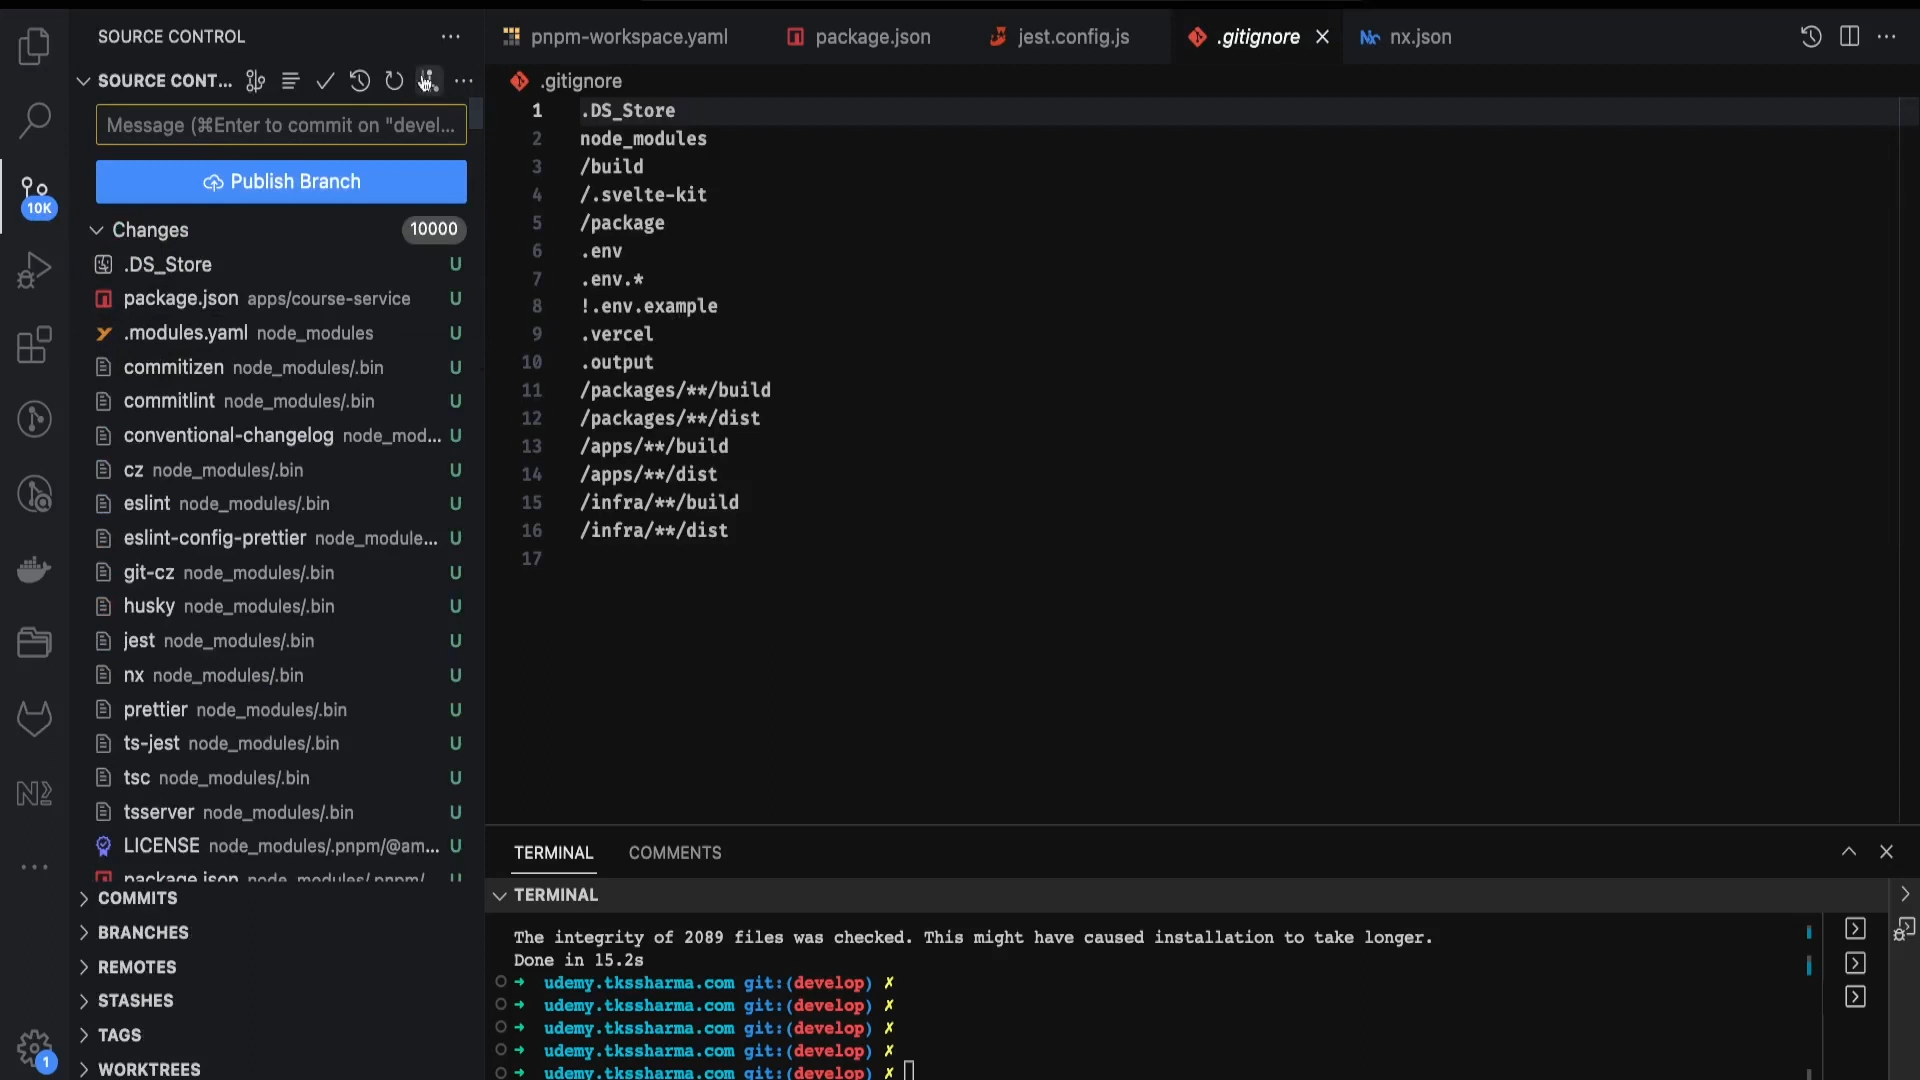 SOURCE CONTROL
SOURCE CONT...
Message (⌘Enter to commit on "devel...
Publish Branch
Changes 10000
.DS_Store U
package.json apps/course-service U
.modules.yaml node_modules U
commitizen node_modules/.bin U
commitlint node_modules/.bin U
conventional-changelog node_mod... U
cz node_modules/.bin U
eslint node_modules/.bin U
eslint-config-prettier node_module... U
git-cz node_modules/.bin U
husky node_modules/.bin U
jest node_modules/.bin U
nx node_modules/.bin U
prettier node_modules/.bin U
ts-jest node_modules/.bin U
tsc node_modules/.bin U
tsserver node_modules/.bin U
LICENSE node_modules/.pnpm/@am... U
package.json node_modules/.pnpm/ U
COMMITS
BRANCHES
REMOTES
STASHES
TAGS
WORKTREES
10K
1
pnpm-workspace.yaml package.json jest.config.js .gitignore nx.json
.gitignore
1 .DS_Store
2 node_modules
3 /build
4 /.svelte-kit
5 /package
6 .env
7 .env.*
8 !.env.example
9 .vercel
10 .output
11 /packages/**/build
12 /packages/**/dist
13 /apps/**/build
14 /apps/**/dist
15 /infra/**/build
16 /infra/**/dist
17
TERMINAL COMMENTS
TERMINAL
The integrity of 2089 files was checked. This might have caused installation to take longer.
Done in 15.2s
➜ udemy.tkssharma.com git:(develop) ✗
➜ udemy.tkssharma.com git:(develop) ✗
➜ udemy.tkssharma.com git:(develop) ✗
➜ udemy.tkssharma.com git:(develop) ✗
➜ udemy.tkssharma.com git:(develop) ✗